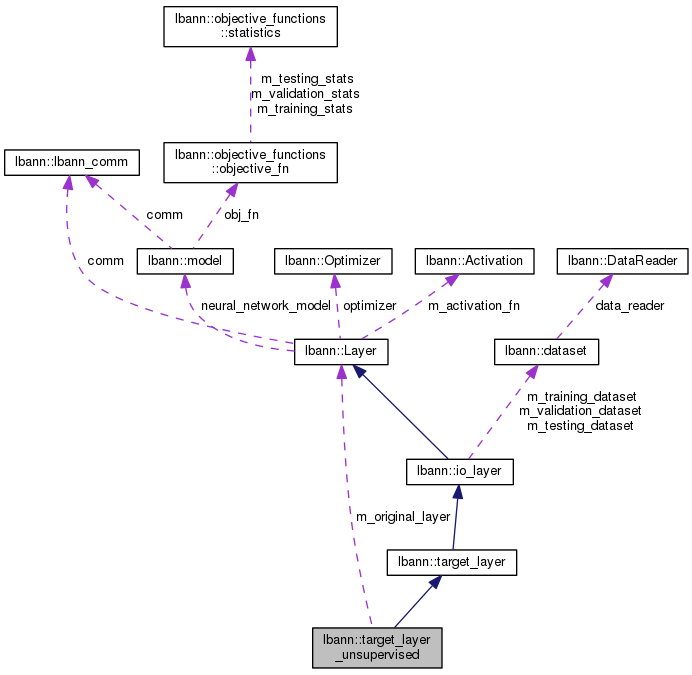 lbann::objective_functions
::statistics
m_testing_stats
m_validation_stats
m_training_stats
lbann::lbann_comm
lbann::objective_functions
::objective_fn
comm
obj_fn
comm
lbann::model
lbann::Optimizer
lbann::Activation
lbann::DataReader
neural_network_model
optimizer
m_activation_fn
data_reader
lbann::Layer
lbann::dataset
m_training_dataset
m_validation_dataset
m_testing_dataset
lbann::io_layer
m_original_layer
lbann::target_layer
lbann::target_layer
_unsupervised